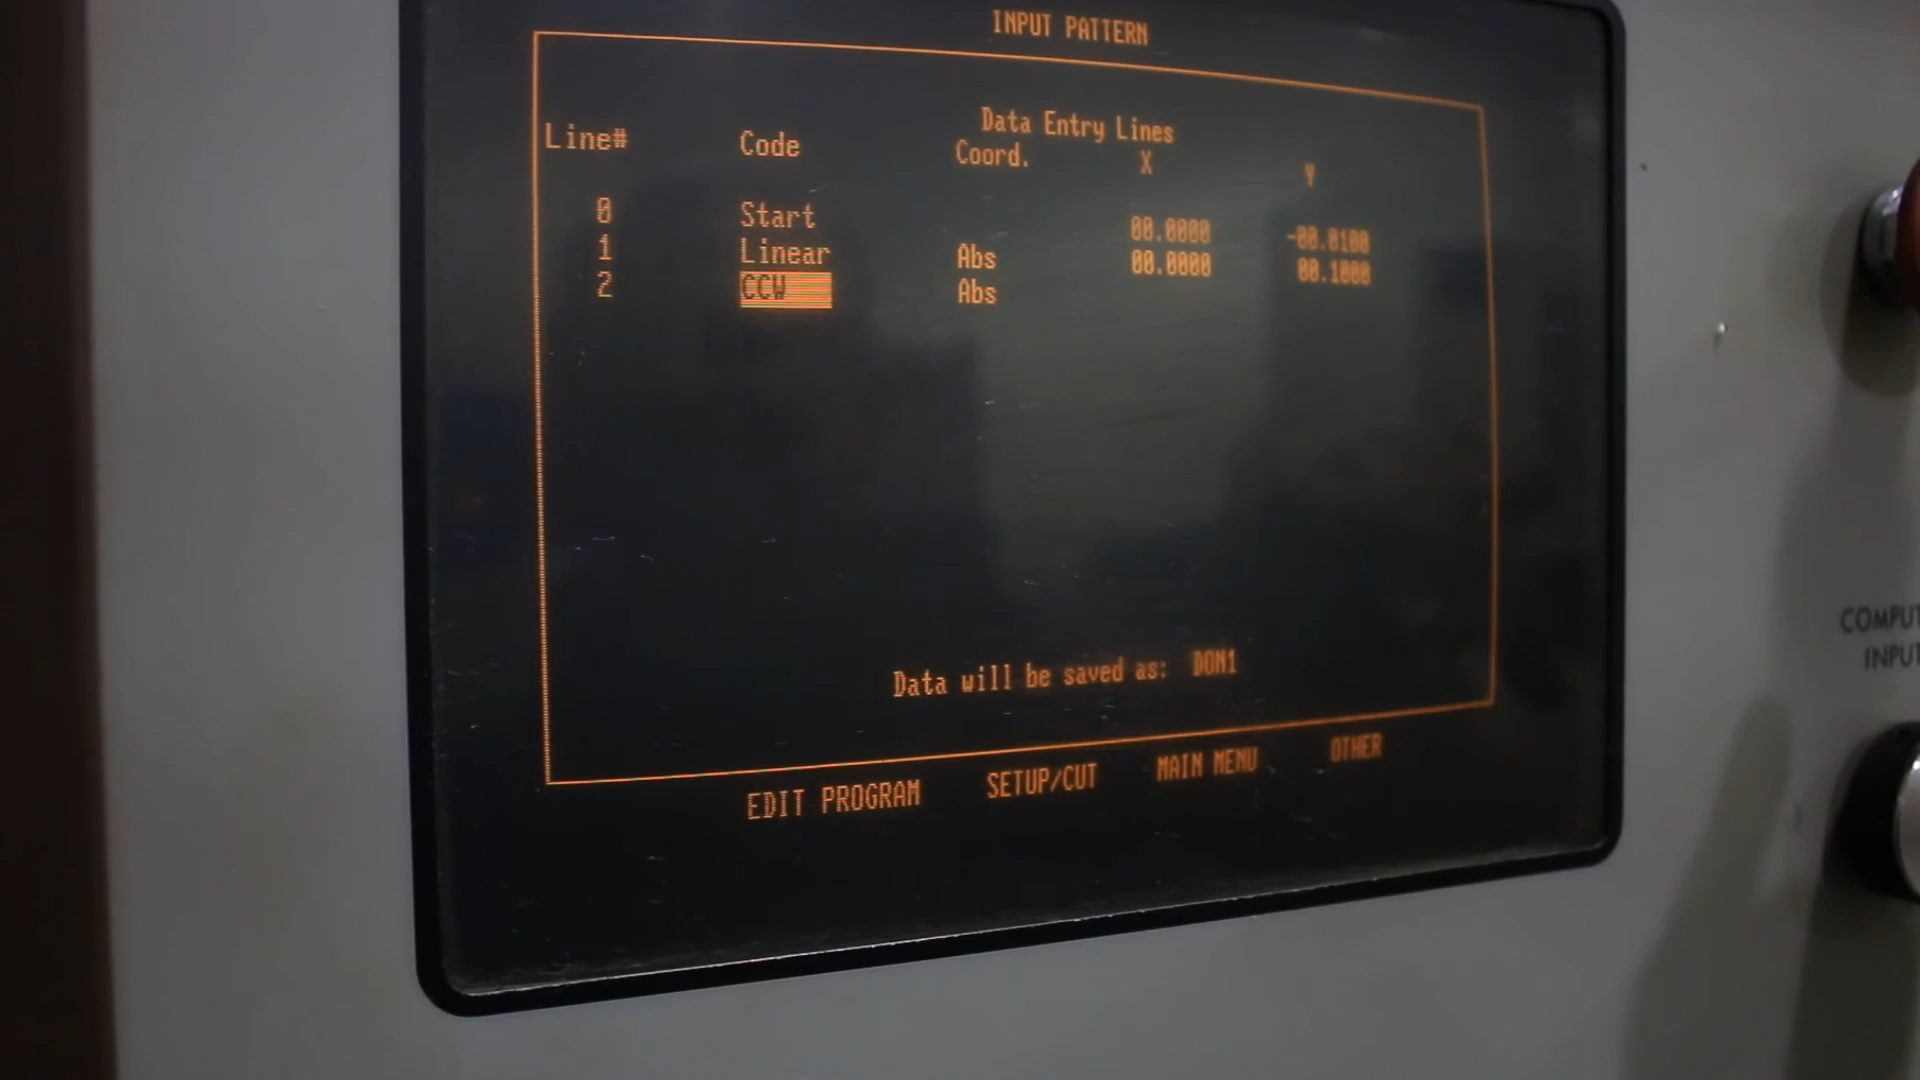 INPUT PATTERN
Data Entry Lines
Line# Code Coord. X Y
0 Start 00.0000 -00.0100
1 Linear Abs 00.0000 00.1000
2 CCW Abs
Data will be saved as: DON1
EDIT PROGRAM SETUP/CUT MAIN MENU OTHER
COMPUT
INPUT